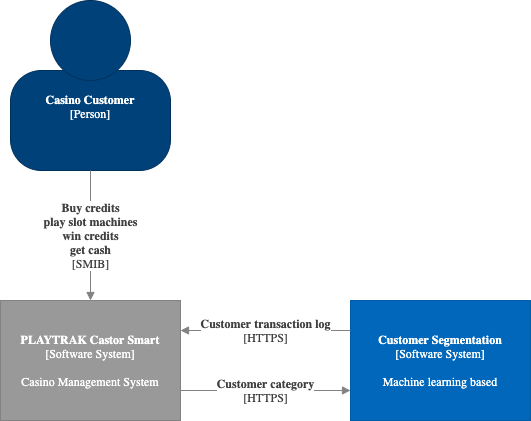 Casino Customer
[Person]
Buy credits
play slot machines
win credits
get cash
[SMIB]
PLAYTRAK Castor Smart
[Software System]
Casino Management System
Customer transaction log
[HTTPS]
Customer category
[HTTPS]
Customer Segmentation
[Software System]
Machine learning based